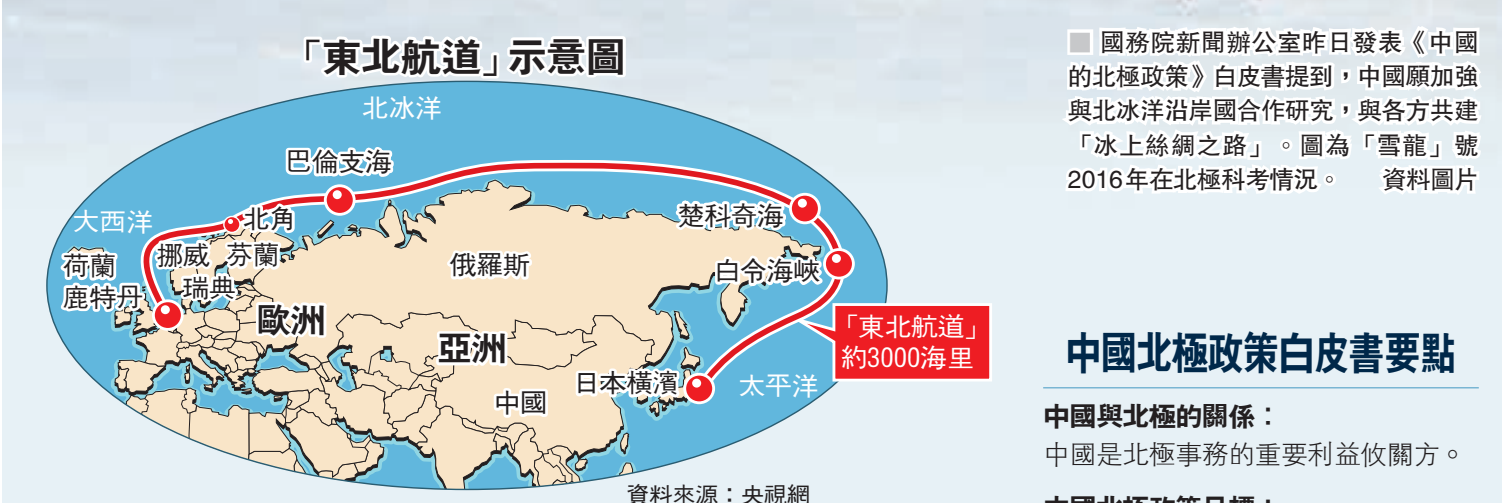 「東北航道」示意圖
北冰洋
巴倫支海
大西洋
北角
楚科奇海
荷蘭
鹿特丹
挪威
芬蘭
瑞典
俄羅斯
白令海峽
歐洲
亞洲
「東北航道」
約3000海里
日本橫濱
太平洋
中國
資料來源：央視網
■ 國務院新聞辦公室昨日發表《中國
的北極政策》白皮書提到，中國願加強
與北冰洋沿岸國合作研究，與各方共建
「冰上絲綢之路」。圖為「雪龍」號
2016年在北極科考情況。 資料圖片
中國北極政策白皮書要點
中國與北極的關係：
中國是北極事務的重要利益攸關方。
中國北極政策目標：